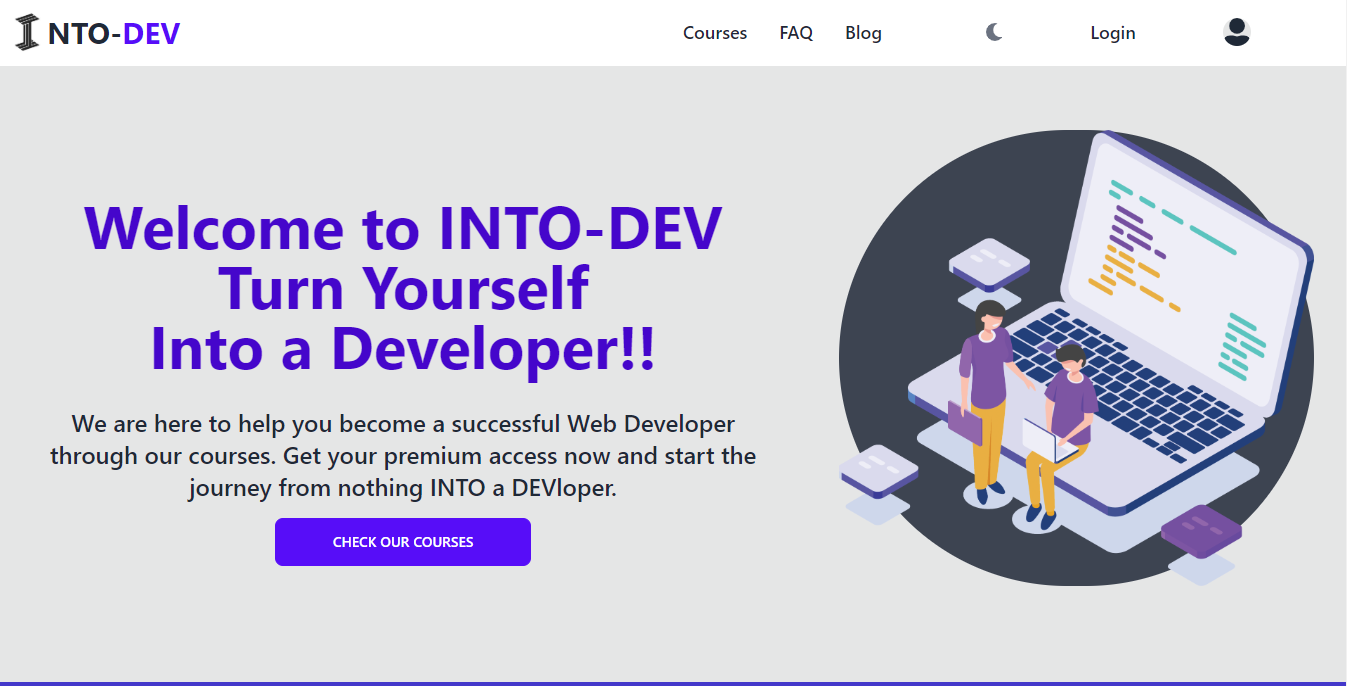 INTO-DEV
Courses
FAQ
Blog
Login
Welcome to INTO-DEV
Turn Yourself
Into a Developer!!
We are here to help you become a successful Web Developer
through our courses. Get your premium access now and start the
journey from nothing INTO a DEVloper.
CHECK OUR COURSES